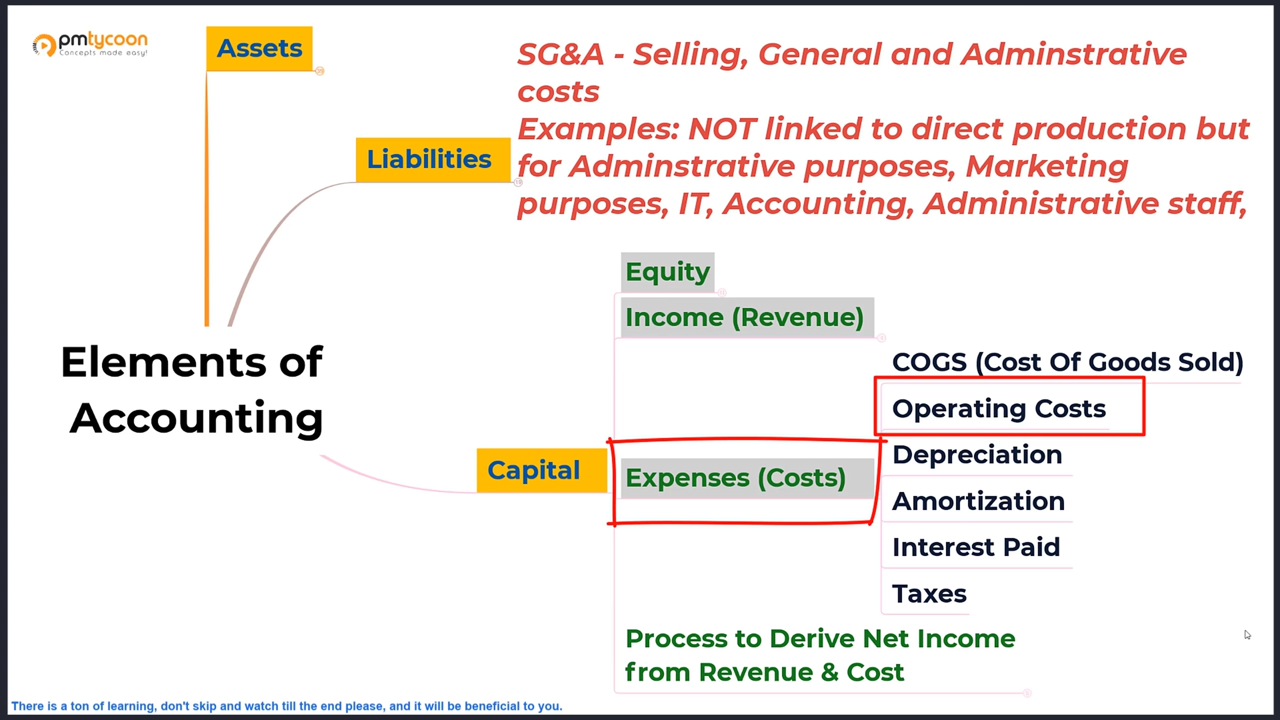 pmtycoon
Concepts made easy!
Assets
SG&A - Selling, General and Adminstrative
costs
Examples: NOT linked to direct production but
for Adminstrative purposes, Marketing
purposes, IT, Accounting, Administrative staff,
Liabilities
Equity
Income (Revenue)
Elements of
Accounting
COGS (Cost Of Goods Sold)
Operating Costs
Depreciation
Capital
Expenses (Costs)
Amortization
Interest Paid
Taxes
Process to Derive Net Income
from Revenue & Cost
There is a ton of learning, don't skip and watch till the end please, and it will be beneficial to you.